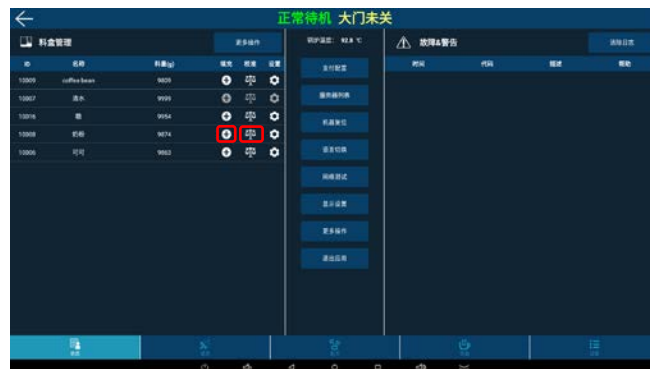 正常待机 大门未关
料盒管理 更多操作
ID 名称 料量(g) 填充 校准 设置
10009 coffee bean 9809
10007 清水 9999
10016 糖 9954
10008 奶粉 9874
10006 可可 9863
锅炉温度: 92.8 ℃
支付配置
服务器列表
机器复位
语言切换
网络测试
显示设置
更多操作
退出应用
故障&警告 清除日志
时间 代码 描述 帮助